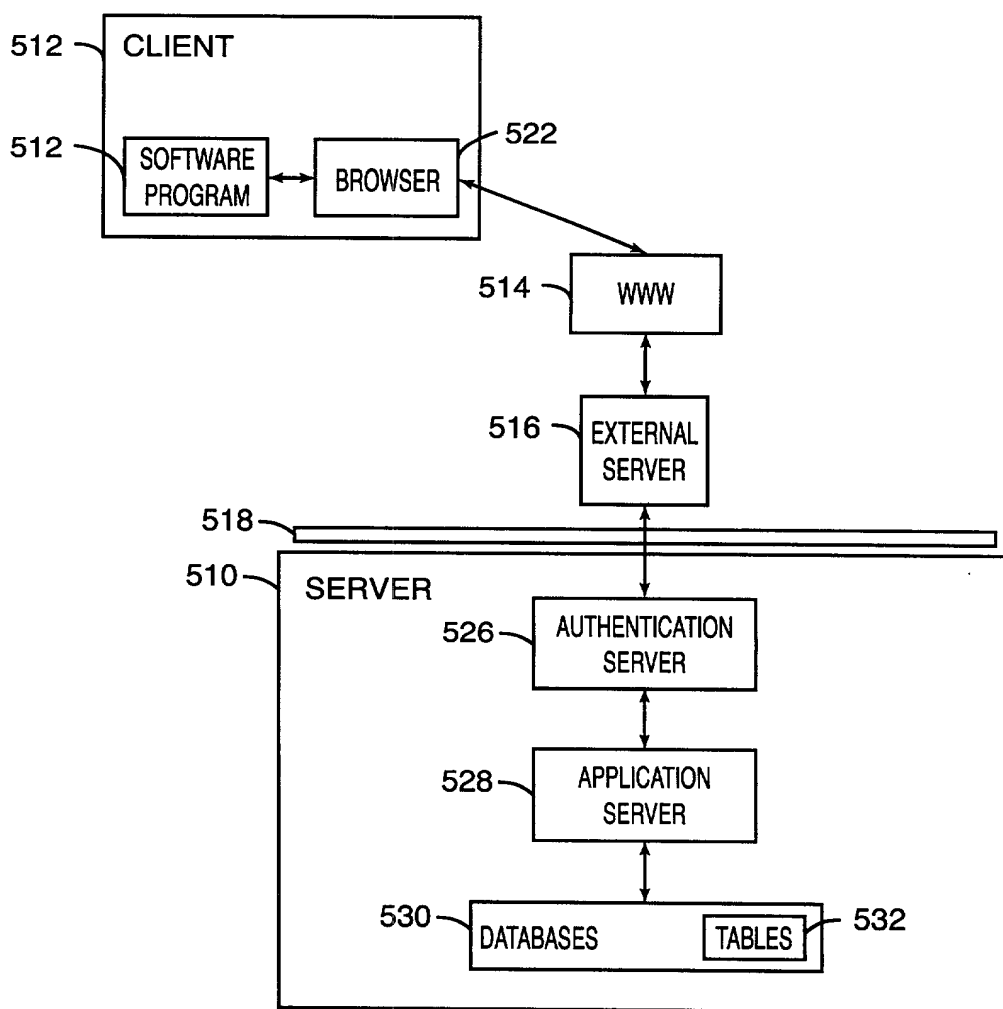 512
CLIENT
512
SOFTWARE
PROGRAM
BROWSER
522
514
WWW
516
EXTERNAL
SERVER
518
510
SERVER
526
AUTHENTICATION
SERVER
528
APPLICATION
SERVER
530
DATABASES
TABLES
532